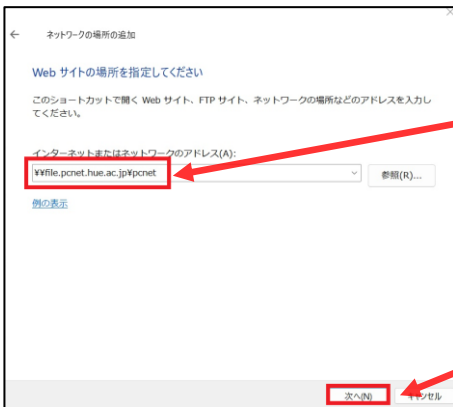 ネットワークの場所の追加
Web サイトの場所を指定してください
このショートカットで開く Web サイト、FTP サイト、ネットワークの場所などのアドレスを入力し
てください。
インターネットまたはネットワークのアドレス(A):
¥¥file.pcnet.hue.ac.jp¥pcnet
参照(R)...
例の表示
次へ(N)
キャンセル